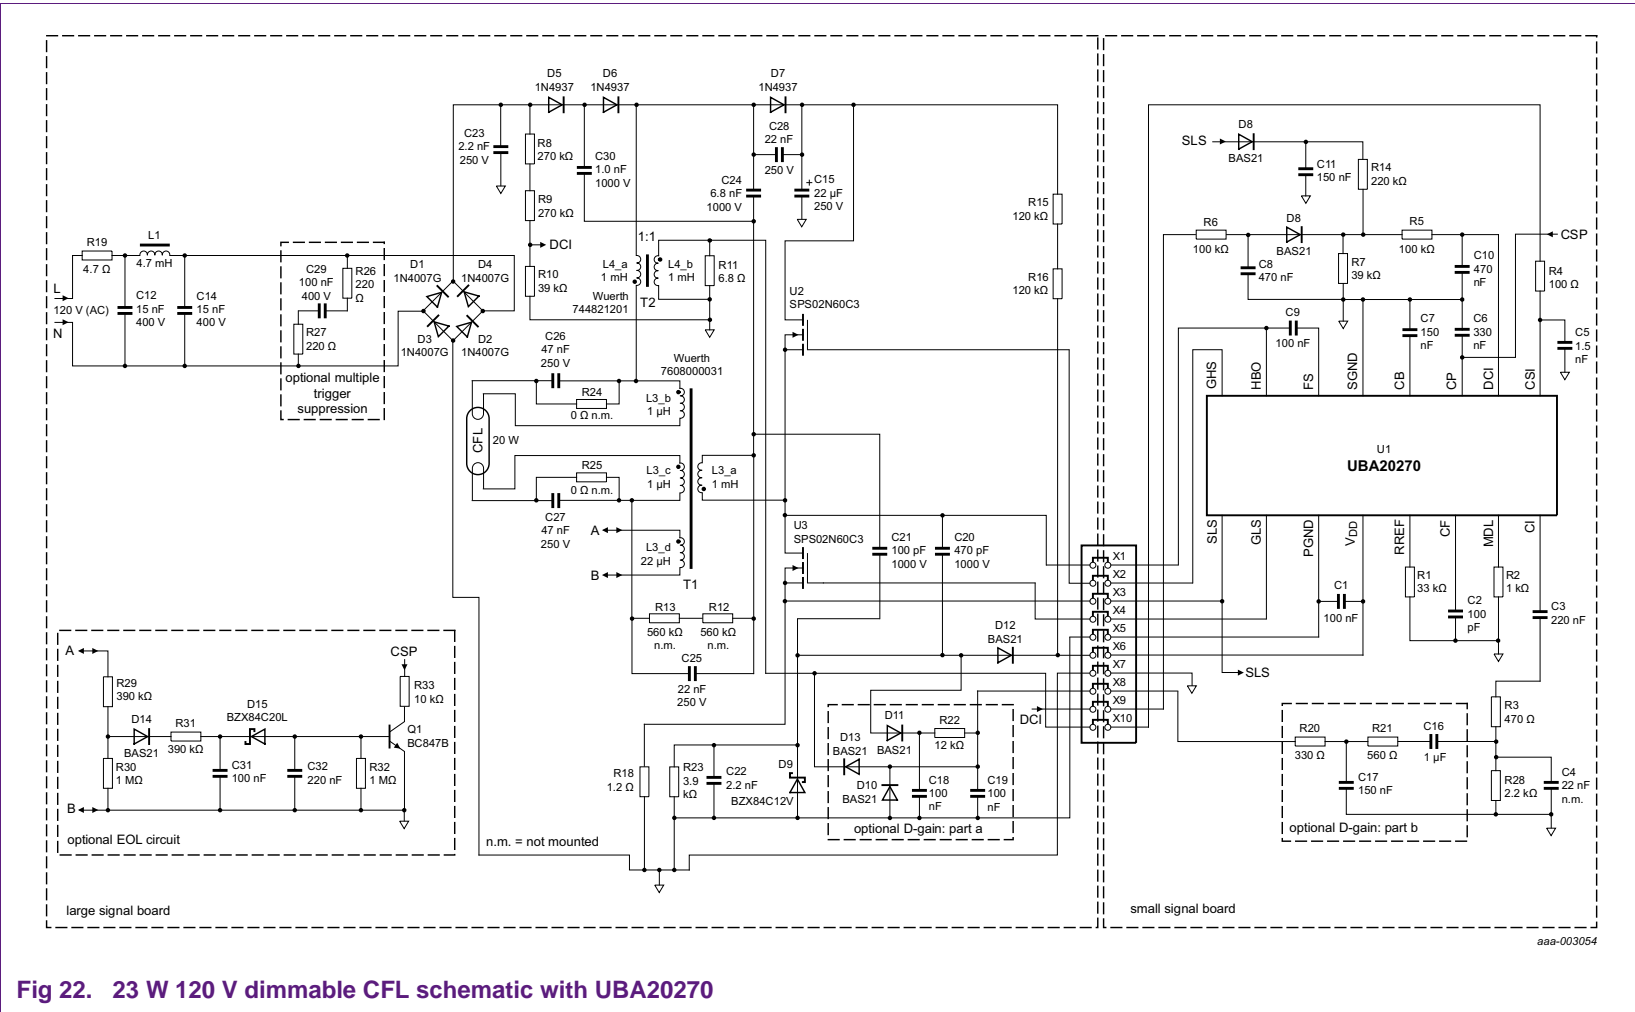 D5
1N4937
D6
1N4937
D7
1N4937
C23
2.2 nF
250 V
R8
270 kΩ
C30
1.0 nF
1000 V
C28
22 nF
250 V
C24
6.8 nF
1000 V
+
C15
22 µF
250 V
R9
270 kΩ
R15
120 kΩ
DCI
R19
4.7 Ω
L1
4.7 mH
1:1
R10
39 kΩ
L4_a
1 mH
L4_b
1 mH
R11
6.8 Ω
T2
Wuerth
744821201
R16
120 kΩ
U2
SPS02N60C3
L
120 V (AC)
N
C12
15 nF
400 V
C14
15 nF
400 V
C29
100 nF
400 V
R26
220
Ω
R27
220 Ω
optional multiple
trigger
suppression
D1
1N4007G
D4
1N4007G
D3
1N4007G
D2
1N4007G
C26
47 nF
250 V
R24
0 Ω n.m.
Wuerth
7608000031
L3_b
1 µH
CFL
20 W
R25
0 Ω n.m.
L3_c
1 µH
L3_a
1 mH
C27
47 nF
250 V
A
L3_d
22 µH
B
T1
U3
SPS02N60C3
C21
100 pF
1000 V
C20
470 pF
1000 V
R13
560 kΩ
n.m.
R12
560 kΩ
n.m.
C25
22 nF
250 V
D12
BAS21
X1
X2
X3
X4
X5
X6
X7
X8
X9
X10
DCI
A
CSP
R29
390 kΩ
R33
10 kΩ
D14
BAS21
R31
390 kΩ
D15
BZX84C20L
Q1
BC847B
R30
1 MΩ
C31
100 nF
C32
220 nF
R32
1 MΩ
B
optional EOL circuit
n.m. = not mounted
R18
1.2 Ω
R23
3.9
kΩ
C22
2.2 nF
D9
BZX84C12V
D13
BAS21
D11
BAS21
R22
12 kΩ
D10
BAS21
C18
100
nF
C19
100
nF
optional D-gain: part a
large signal board
SLS
D8
BAS21
C11
150 nF
R14
220 kΩ
R6
100 kΩ
D8
BAS21
R5
100 kΩ
CSP
C8
470 nF
R7
39 kΩ
C10
470
nF
R4
100 Ω
C9
100 nF
C7
150
nF
C6
330
nF
C5
1.5
nF
GHS
HBO
FS
SGND
CB
CP
DCI
CSI
U1
UBA20270
SLS
GLS
PGND
VDD
RREF
CF
MDL
CI
C1
100 nF
R1
33 kΩ
C2
100
pF
R2
1 kΩ
C3
220 nF
SLS
R3
470 Ω
R20
330 Ω
R21
560 Ω
C16
1 µF
C17
150 nF
R28
2.2 kΩ
C4
22 nF
n.m.
optional D-gain: part b
small signal board
aaa-003054
Fig 22. 23 W 120 V dimmable CFL schematic with UBA20270